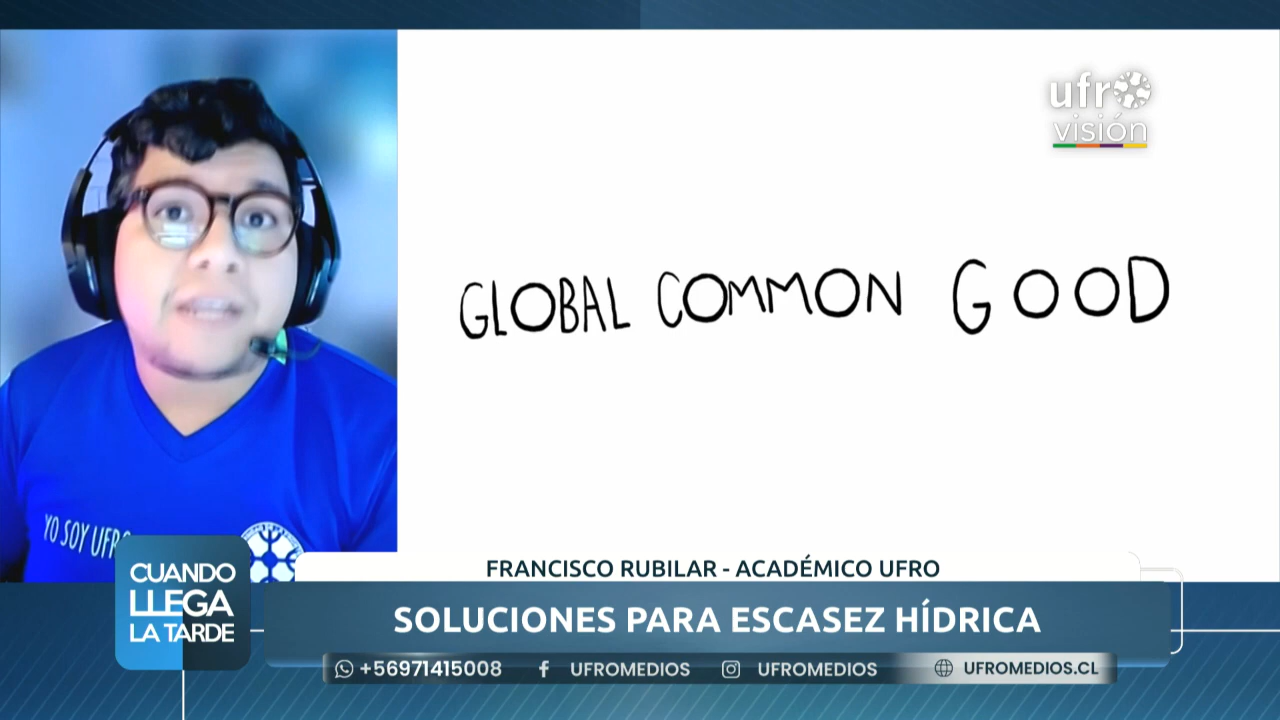 ufro
visión
GLOBAL COMMON GOOD
YO SOY UFRO
FRANCISCO RUBILAR - ACADÉMICO UFRO
CUANDO
LLEGA
LA TARDE
SOLUCIONES PARA ESCASEZ HÍDRICA
+56971415008 UFROMEDIOS UFROMEDIOS UFROMEDIOS.CL